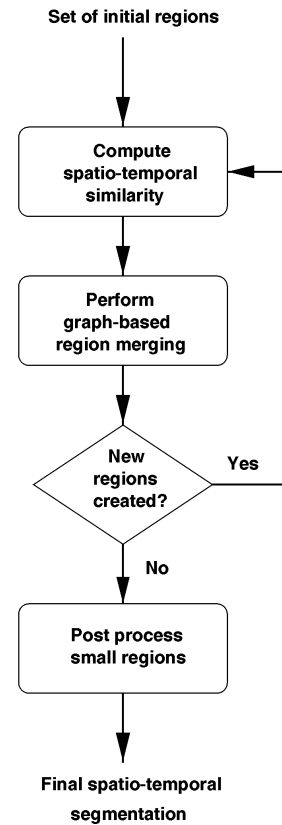 Set of initial regions
Compute
spatio-temporal
similarity
Perform
graph-based
region merging
New
regions
created?
Yes
No
Post process
small regions
Final spatio-temporal
segmentation